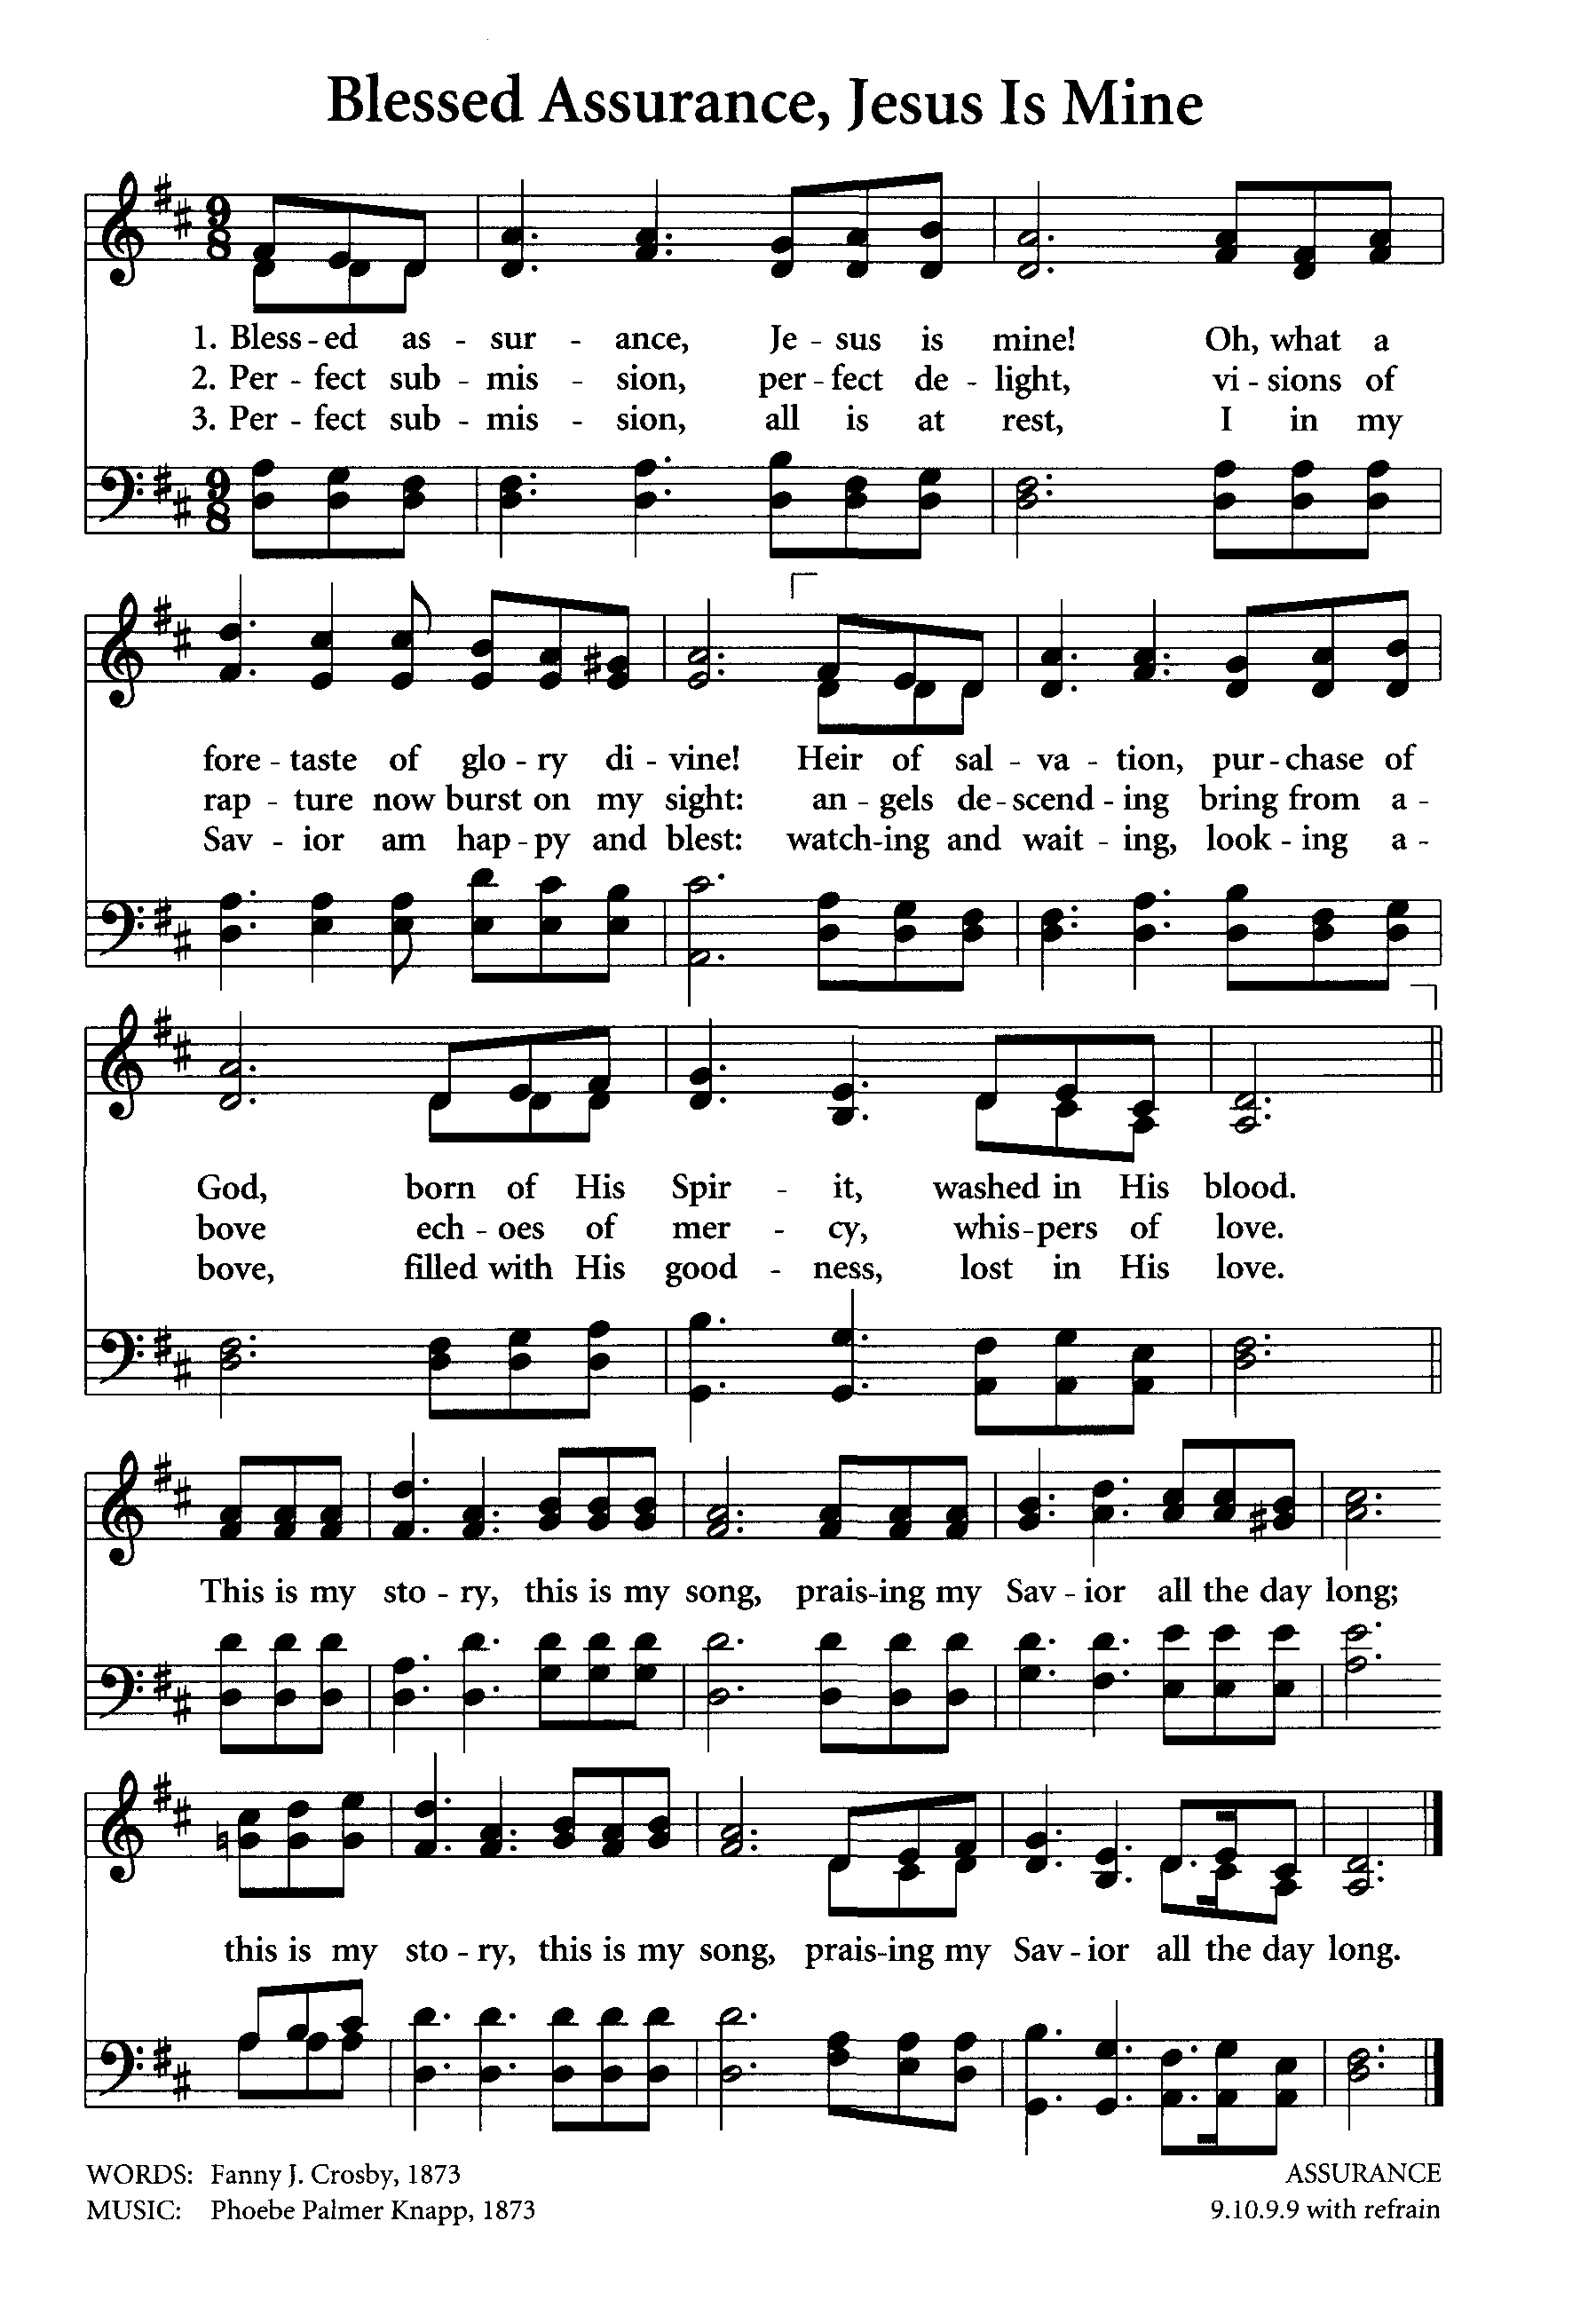 Blessed Assurance, Jesus Is Mine
9 8
1. Bless - ed as - sur - ance, Je - sus is mine! Oh, what a
2. Per - fect sub - mis - sion, per - fect de - light, vi - sions of
3. Per - fect sub - mis - sion, all is at rest, I in my
9 8
fore - taste of glo - ry di - vine! Heir of sal - va - tion, pur - chase of
rap - ture now burst on my sight: an - gels de - scend - ing bring from a -
Sav - ior am hap - py and blest: watch-ing and wait - ing, look - ing a -
God, born of His Spir - it, washed in His blood.
bove ech - oes of mer - cy, whis - pers of love.
bove, filled with His good - ness, lost in His love.
This is my sto - ry, this is my song, prais-ing my Sav - ior all the day long;
this is my sto - ry, this is my song, prais-ing my Sav - ior all the day long.
WORDS: Fanny J. Crosby, 1873
MUSIC: Phoebe Palmer Knapp, 1873
ASSURANCE
9.10.9.9 with refrain